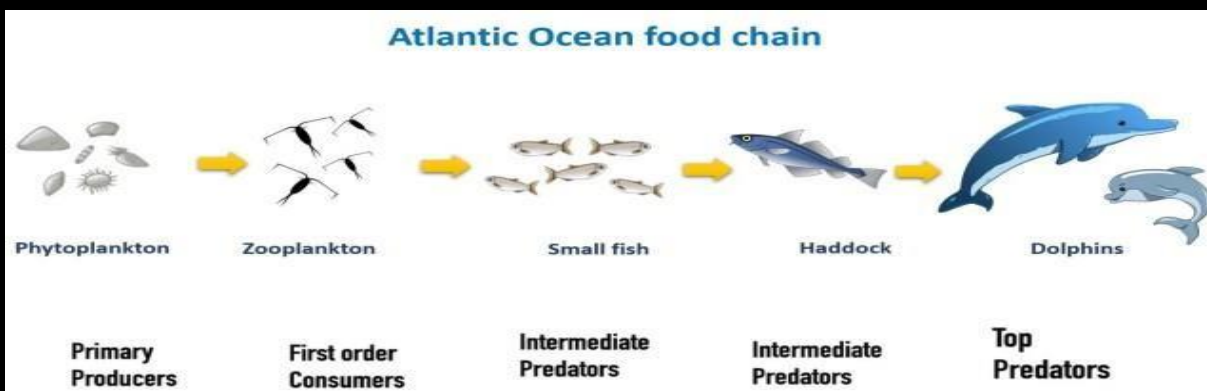 Atlantic Ocean food chain
Phytoplankton
Zooplankton
Small fish
Haddock
Dolphins
Primary
Producers
First order
Consumers
Intermediate
Predators
Intermediate
Predators
Top
Predators